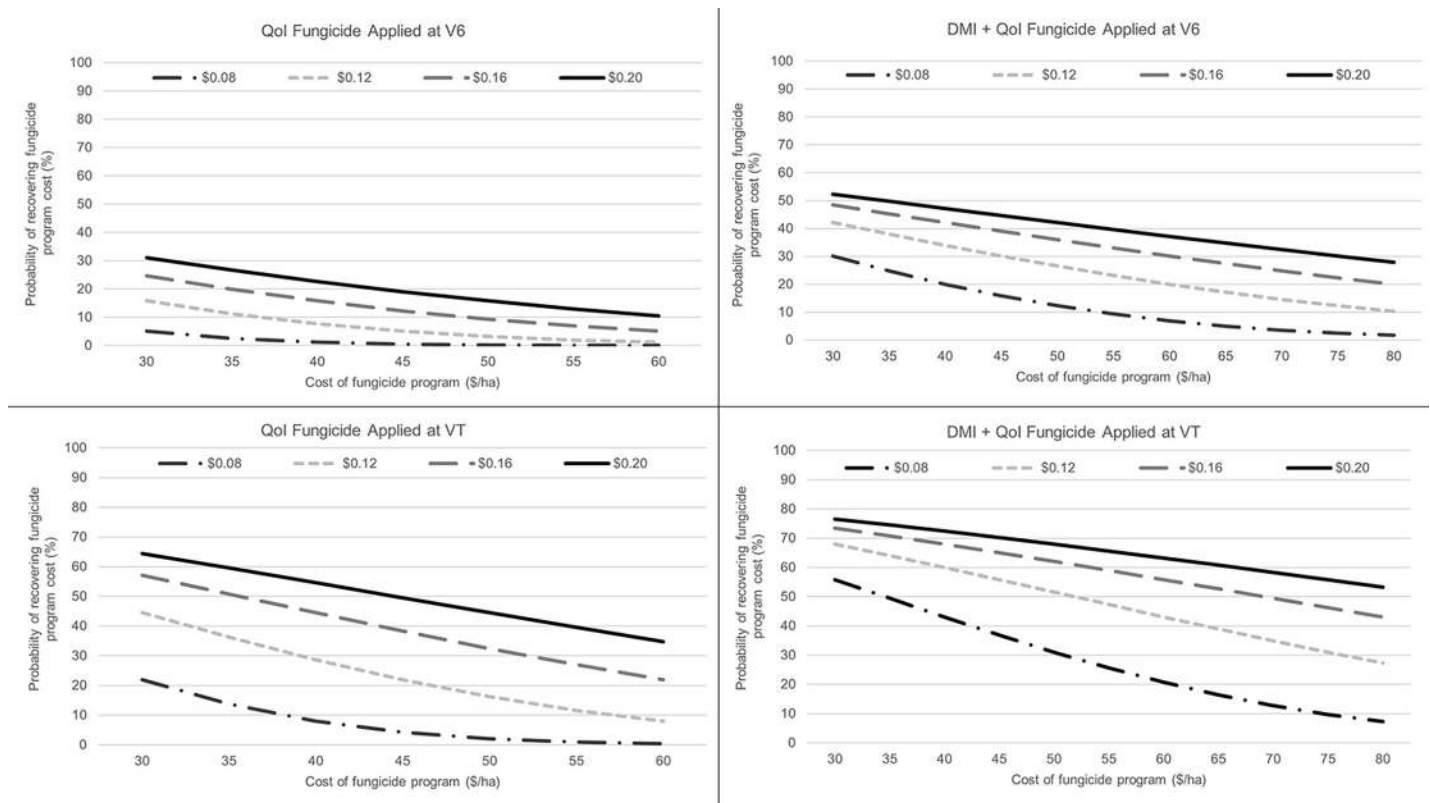 QoI Fungicide Applied at V6
100
90
80
70
60
50
40
30
20
10
0
$0.08 $0.12 $0.16 $0.20
Probability of recovering fungicide
program cost (%)
30 35 40 45 50 55 60
Cost of fungicide program ($/ha)
DMI + QoI Fungicide Applied at V6
100
90
80
70
60
50
40
30
20
10
0
$0.08 $0.12 $0.16 $0.20
Probability of recovering fungicide
program cost (%)
30 35 40 45 50 55 60 65 70 75 80
Cost of fungicide program ($/ha)
QoI Fungicide Applied at VT
100
90
80
70
60
50
40
30
20
10
0
$0.08 $0.12 $0.16 $0.20
Probability of recovering fungicide
program cost (%)
30 35 40 45 50 55 60
Cost of fungicide program ($/ha)
DMI + QoI Fungicide Applied at VT
100
90
80
70
60
50
40
30
20
10
0
$0.08 $0.12 $0.16 $0.20
Probability of recovering fungicide
program cost (%)
30 35 40 45 50 55 60 65 70 75 80
Cost of fungicide program ($/ha)